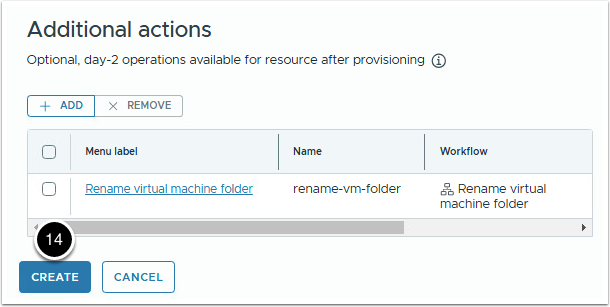 Additional actions
Optional, day-2 operations available for resource after provisioning
ADD REMOVE
Menu label Name Workflow
Rename virtual machine folder rename-vm-folder Rename virtual
machine folder
14
CREATE CANCEL